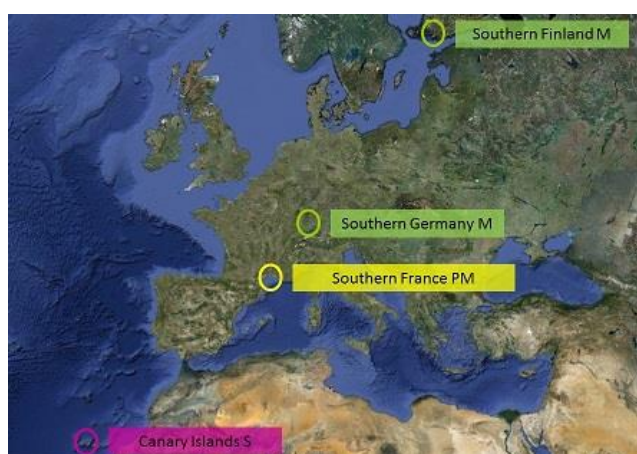 Southern Finland M
Southern Germany M
Southern France PM
Canary Islands S